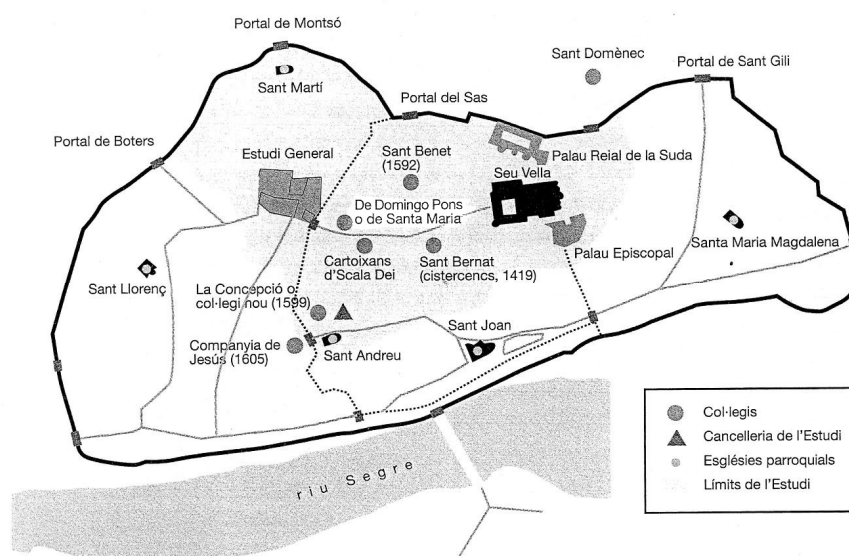 Portal de Montsó
Sant Domènec
Portal de Sant Gili
Sant Martí
Portal del Sas
Portal de Boters
Estudi General
Sant Benet
(1592)
Palau Reial de la Suda
Seu Vella
De Domingo Pons
o de Santa Maria
Santa Maria Magdalena
Cartoixans
d'Scala Dei
Sant Bernat
(cistercencs, 1419)
Palau Episcopal
Sant Llorenç
La Concepció o
col·legi nou (1599)
Sant Joan
Companyia de
Jesús (1605)
Sant Andreu
riu Segre
Col·legis
Cancelleria de l'Estudi
Esglésies parroquials
Límits de l'Estudi